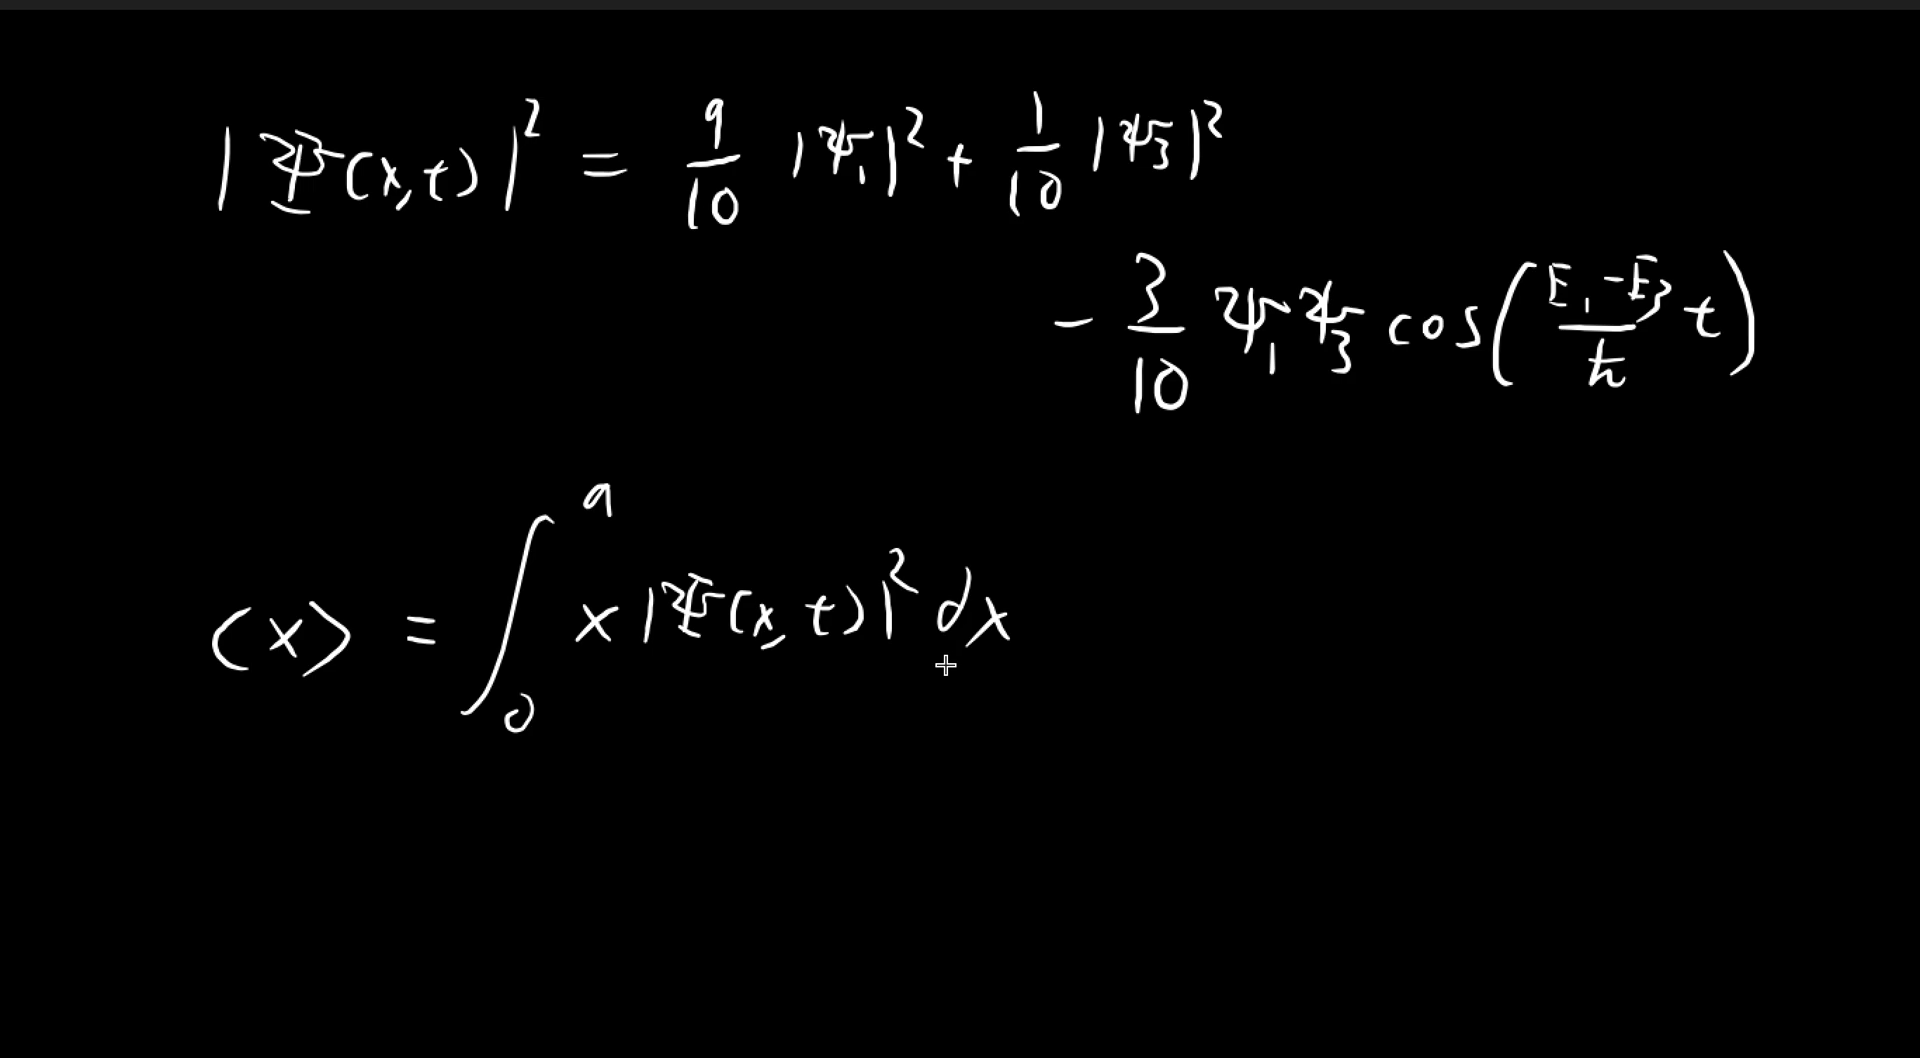 |Ψ(x,t)|² = 9/10 |ψ₁|² + 1/10 |ψ₃|²
- 3/10 ψ₁ψ₃ cos((E₁-E₃)/ħ t)
⟨x⟩ = ∫₀ᵃ x|Ψ(x,t)|² dx